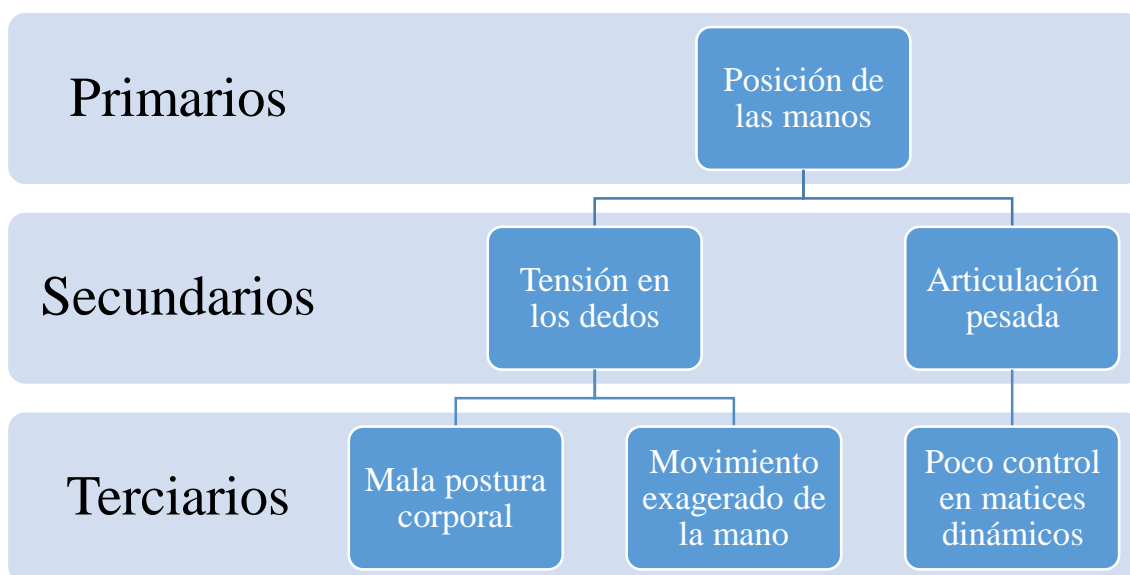 Primarios
Posición de
las manos
Secundarios
Tensión en
los dedos
Articulación
pesada
Terciarios
Mala postura
corporal
Movimiento
exagerado de
la mano
Poco control
en matices
dinámicos